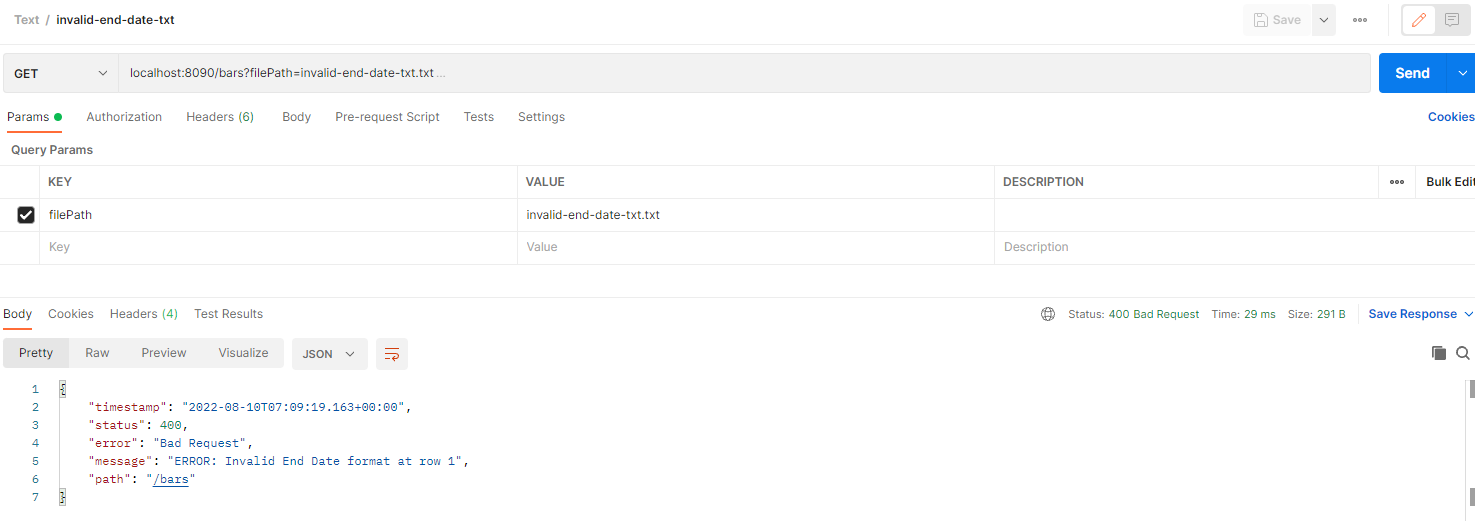 Text / invalid-end-date-txt Save
GET localhost:8090/bars?filePath=invalid-end-date-txt.txt... Send
Params Authorization Headers (6) Body Pre-request Script Tests Settings Cookies
Query Params
KEY VALUE DESCRIPTION Bulk Edit
filePath invalid-end-date-txt.txt
Key Value Description
Body Cookies Headers (4) Test Results Status: 400 Bad Request Time: 29 ms Size: 291 B Save Response
Pretty Raw Preview Visualize JSON
1 {
2 "timestamp": "2022-08-10T07:09:19.163+00:00",
3 "status": 400,
4 "error": "Bad Request",
5 "message": "ERROR: Invalid End Date format at row 1",
6 "path": "/bars"
7 }